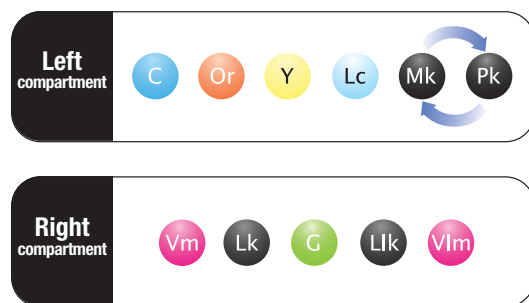 Left
compartment
C Or Y Lc Mk Pk
Right
compartment
Vm Lk G Llk Vlm